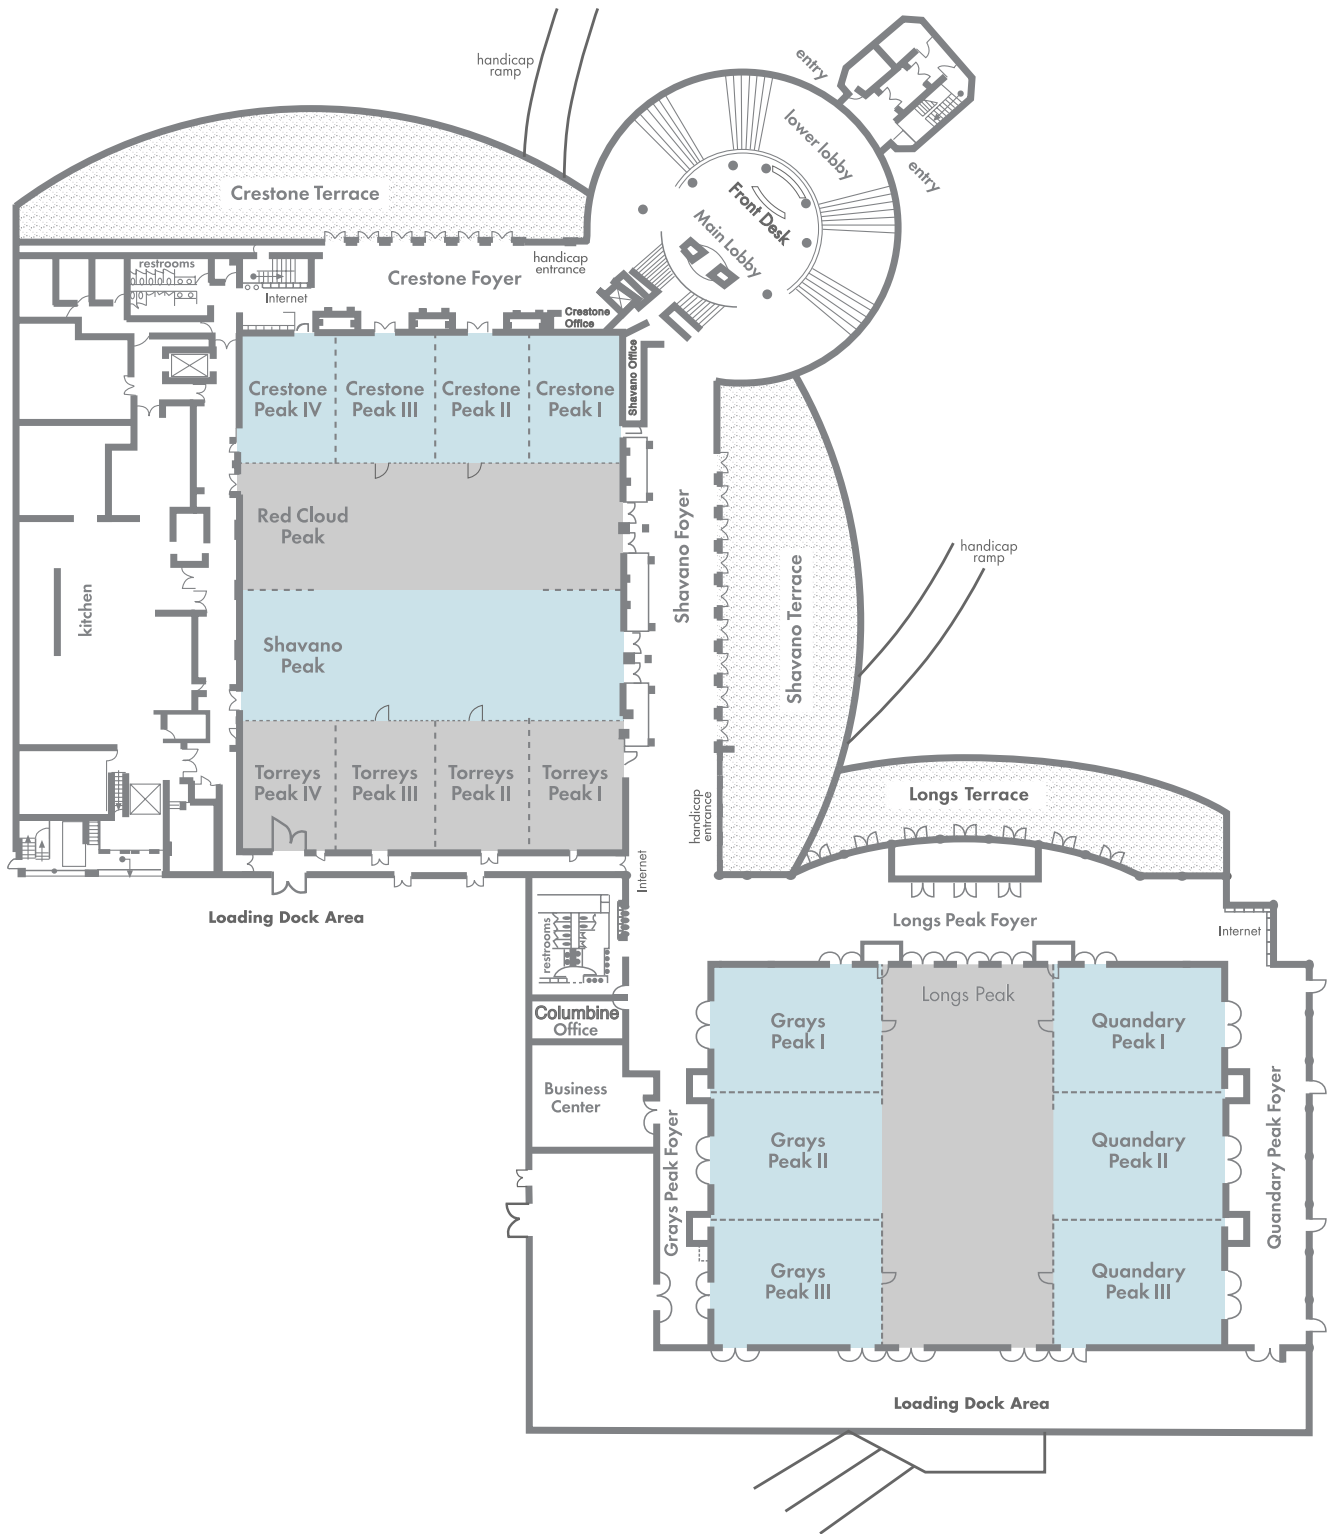 handicap
ramp
entry
lower lobby
entry
Crestone Terrace
Front Desk
Main Lobby
restrooms
handicap
entrance
Crestone Foyer
Internet
Crestone
Office
Shavano Office
Crestone
Peak IV
Crestone
Peak III
Crestone
Peak II
Crestone
Peak I
Red Cloud
Peak
Shavano Foyer
handicap
ramp
kitchen
Shavano
Peak
Shavano Terrace
Torreys
Peak IV
Torreys
Peak III
Torreys
Peak II
Torreys
Peak I
handicap
entrance
Longs Terrace
Internet
Loading Dock Area
restrooms
Longs Peak Foyer
Internet
Columbine
Office
Longs Peak
Grays
Peak I
Quandary
Peak I
Business
Center
Grays Peak Foyer
Quandary Peak Foyer
Grays
Peak II
Quandary
Peak II
Grays
Peak III
Quandary
Peak III
Loading Dock Area